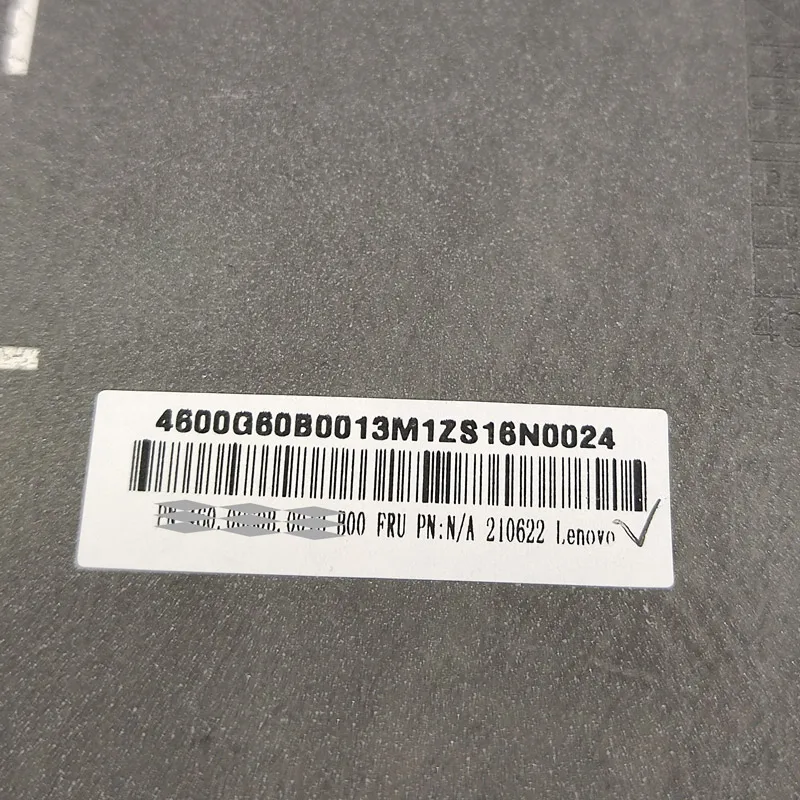 4600G60B0013M1ZS16N0024
B00 FRU PN:N/A 210622 Lenovo